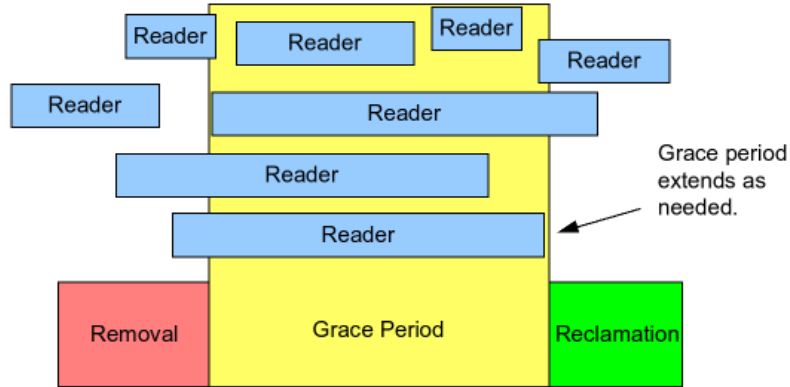 Reader
Reader
Reader
Reader
Reader
Reader
Reader
Reader
Grace period
extends as
needed.
Reader
Removal
Grace Period
Reclamation